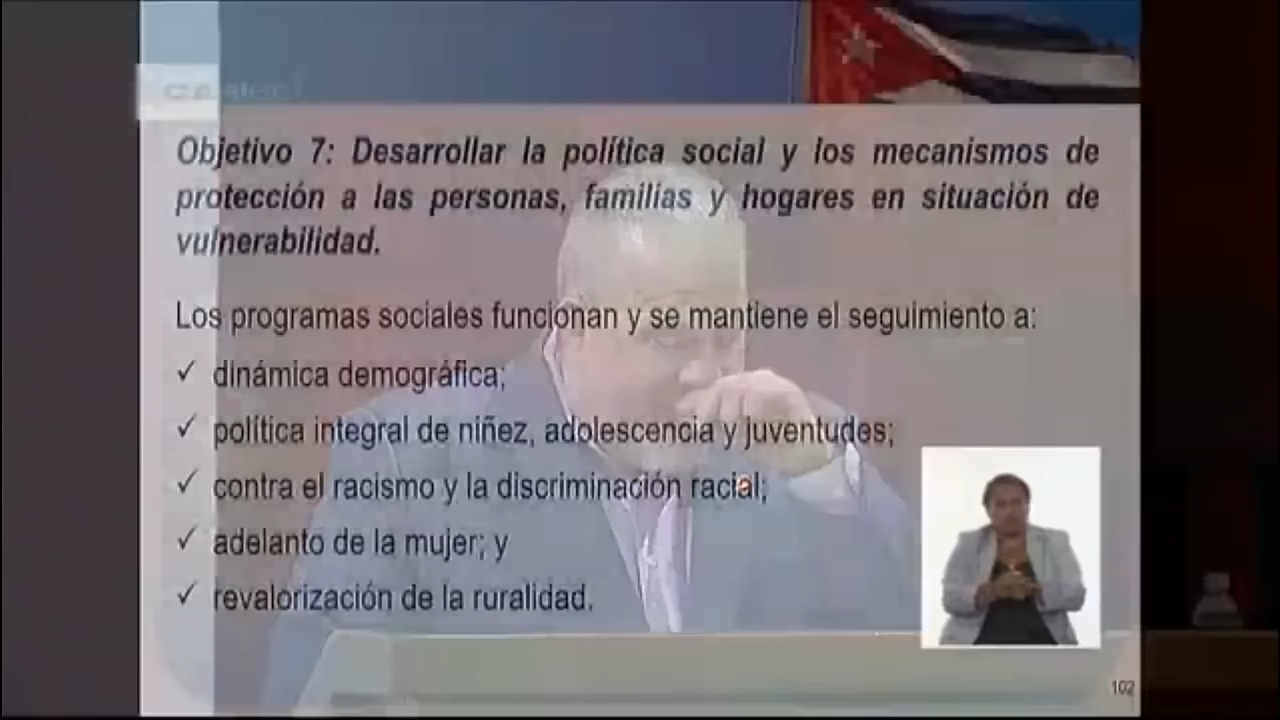 Objetivo 7: Desarrollar la política social y los mecanismos de
protección a las personas, familias y hogares en situación de
vulnerabilidad.
Los programas sociales funcionan y se mantiene el seguimiento a:
✓ dinámica demográfica;
✓ política integral de niñez, adolescencia y juventudes;
✓ contra el racismo y la discriminación racial;
✓ adelanto de la mujer; y
✓ revalorización de la ruralidad.
102